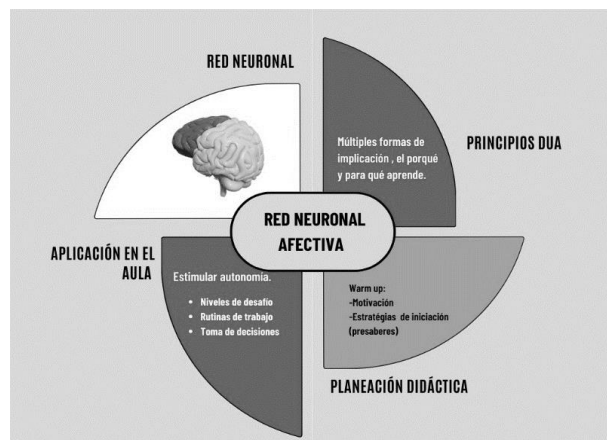 RED NEURONAL
Múltiples formas de
implicación , el porqué
y para qué aprende.
PRINCIPIOS DUA
RED NEURONAL
AFECTIVA
APLICACIÓN EN EL
AULA
Estimular autonomía.
• Niveles de desafío
• Rutinas de trabajo
• Toma de decisiones
Warm up:
-Motivación
-Estratégias de iniciación
(presaberes)
PLANEACIÓN DIDÁCTICA